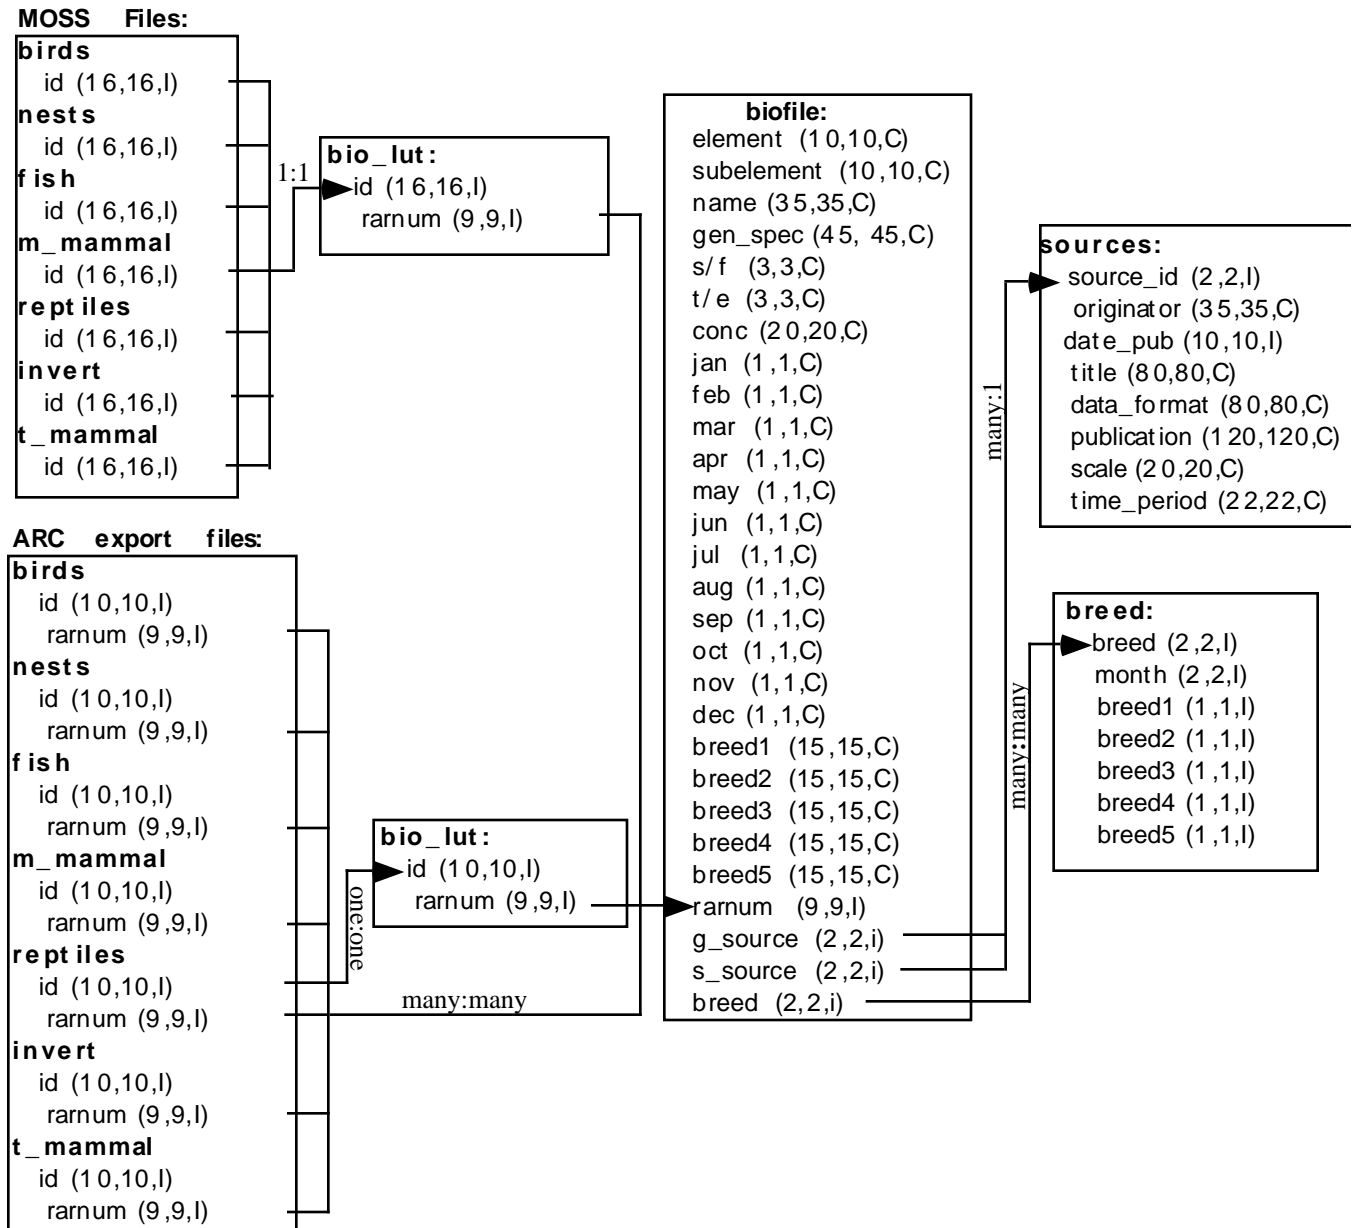 MOSS Files:
birds
id (16,16,I)
nests
id (16,16,I)
fish
id (16,16,I)
m_mammal
id (16,16,I)
reptiles
id (16,16,I)
invert
id (16,16,I)
t_mammal
id (16,16,I)
1:1
bio_lut:
id (16,16,I)
rarnum (9,9,I)
ARC export files:
birds
id (10,10,I)
rarnum (9,9,I)
nests
id (10,10,I)
rarnum (9,9,I)
fish
id (10,10,I)
rarnum (9,9,I)
m_mammal
id (10,10,I)
rarnum (9,9,I)
reptiles
id (10,10,I)
rarnum (9,9,I)
invert
id (10,10,I)
rarnum (9,9,I)
t_mammal
id (10,10,I)
rarnum (9,9,I)
one:one
many:many
bio_lut:
id (10,10,I)
rarnum (9,9,I)
biofile:
element (10,10,C)
subelement (10,10,C)
name (35,35,C)
gen_spec (45, 45,C)
s/f (3,3,C)
t/e (3,3,C)
conc (20,20,C)
jan (1,1,C)
feb (1,1,C)
mar (1,1,C)
apr (1,1,C)
may (1,1,C)
jun (1,1,C)
jul (1,1,C)
aug (1,1,C)
sep (1,1,C)
oct (1,1,C)
nov (1,1,C)
dec (1,1,C)
breed1 (15,15,C)
breed2 (15,15,C)
breed3 (15,15,C)
breed4 (15,15,C)
breed5 (15,15,C)
rarnum (9,9,I)
g_source (2,2,i)
s_source (2,2,i)
breed (2,2,i)
many:1
many:many
sources:
source_id (2,2,I)
originator (35,35,C)
date_pub (10,10,I)
title (80,80,C)
data_format (80,80,C)
publication (120,120,C)
scale (20,20,C)
time_period (22,22,C)
breed:
breed (2,2,I)
month (2,2,I)
breed1 (1,1,I)
breed2 (1,1,I)
breed3 (1,1,I)
breed4 (1,1,I)
breed5 (1,1,I)